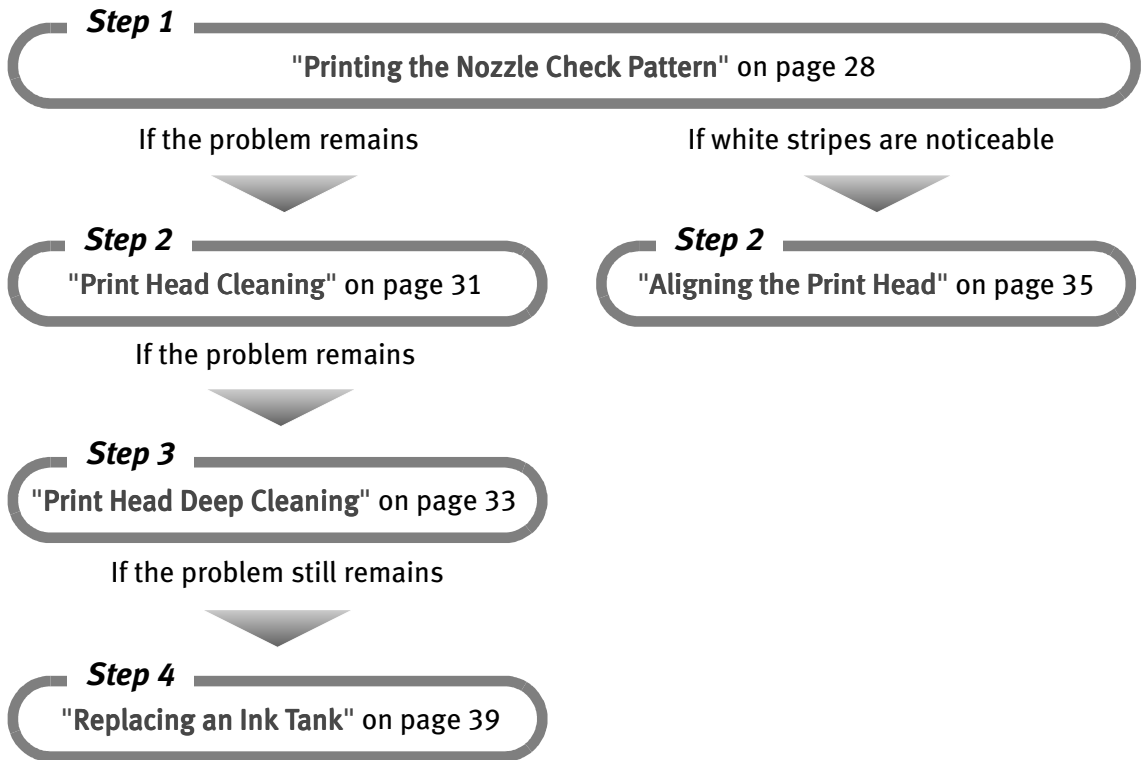 Step 1
"Printing the Nozzle Check Pattern" on page 28
If the problem remains
If white stripes are noticeable
Step 2
"Print Head Cleaning" on page 31
Step 2
"Aligning the Print Head" on page 35
If the problem remains
Step 3
"Print Head Deep Cleaning" on page 33
If the problem still remains
Step 4
"Replacing an Ink Tank" on page 39